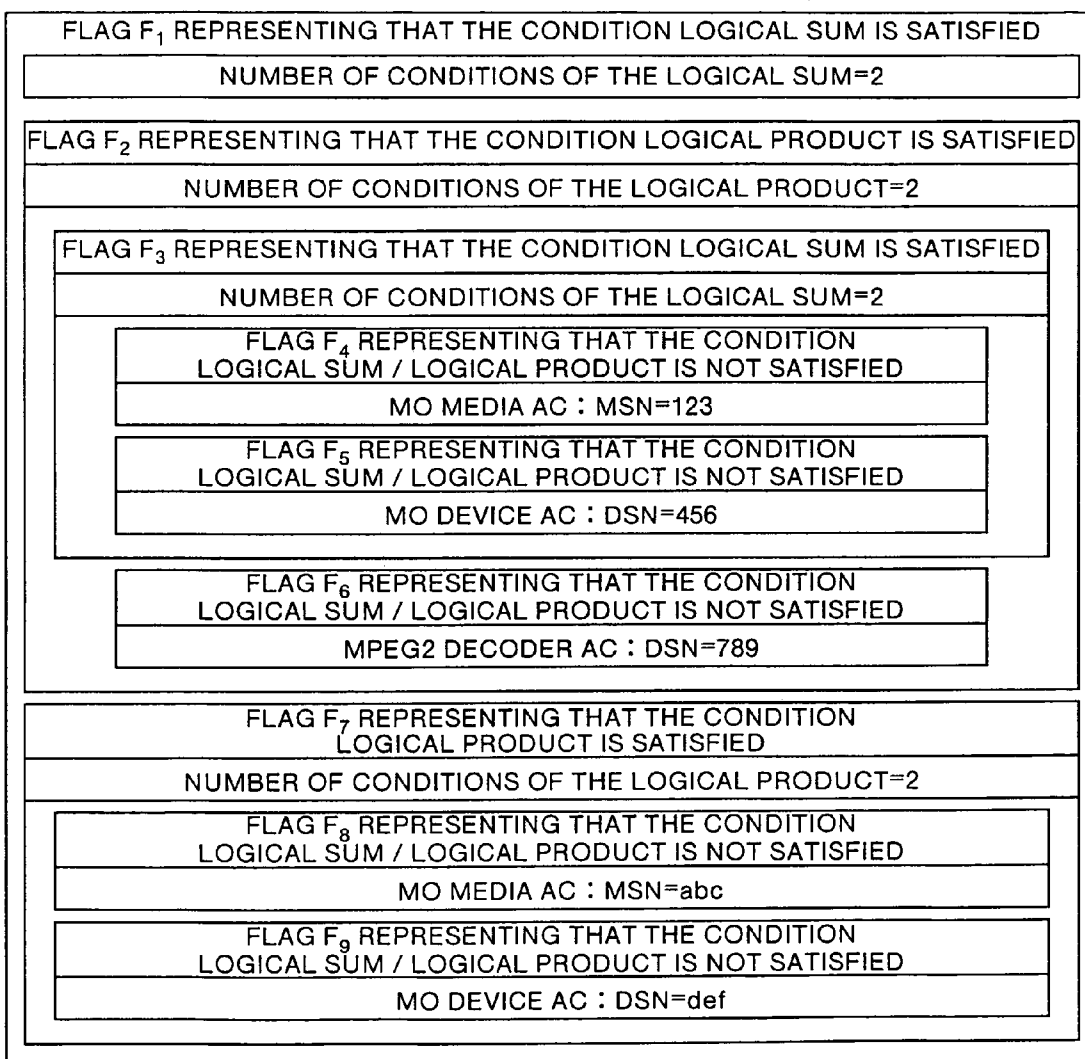 FLAG F₁ REPRESENTING THAT THE CONDITION LOGICAL SUM IS SATISFIED
NUMBER OF CONDITIONS OF THE LOGICAL SUM=2
FLAG F₂ REPRESENTING THAT THE CONDITION LOGICAL PRODUCT IS SATISFIED
NUMBER OF CONDITIONS OF THE LOGICAL PRODUCT=2
FLAG F₃ REPRESENTING THAT THE CONDITION LOGICAL SUM IS SATISFIED
NUMBER OF CONDITIONS OF THE LOGICAL SUM=2
FLAG F₄ REPRESENTING THAT THE CONDITION
LOGICAL SUM / LOGICAL PRODUCT IS NOT SATISFIED
MO MEDIA AC : MSN=123
FLAG F₅ REPRESENTING THAT THE CONDITION
LOGICAL SUM / LOGICAL PRODUCT IS NOT SATISFIED
MO DEVICE AC : DSN=456
FLAG F₆ REPRESENTING THAT THE CONDITION
LOGICAL SUM / LOGICAL PRODUCT IS NOT SATISFIED
MPEG2 DECODER AC : DSN=789
FLAG F₇ REPRESENTING THAT THE CONDITION
LOGICAL PRODUCT IS SATISFIED
NUMBER OF CONDITIONS OF THE LOGICAL PRODUCT=2
FLAG F₈ REPRESENTING THAT THE CONDITION
LOGICAL SUM / LOGICAL PRODUCT IS NOT SATISFIED
MO MEDIA AC : MSN=abc
FLAG F₉ REPRESENTING THAT THE CONDITION
LOGICAL SUM / LOGICAL PRODUCT IS NOT SATISFIED
MO DEVICE AC : DSN=def